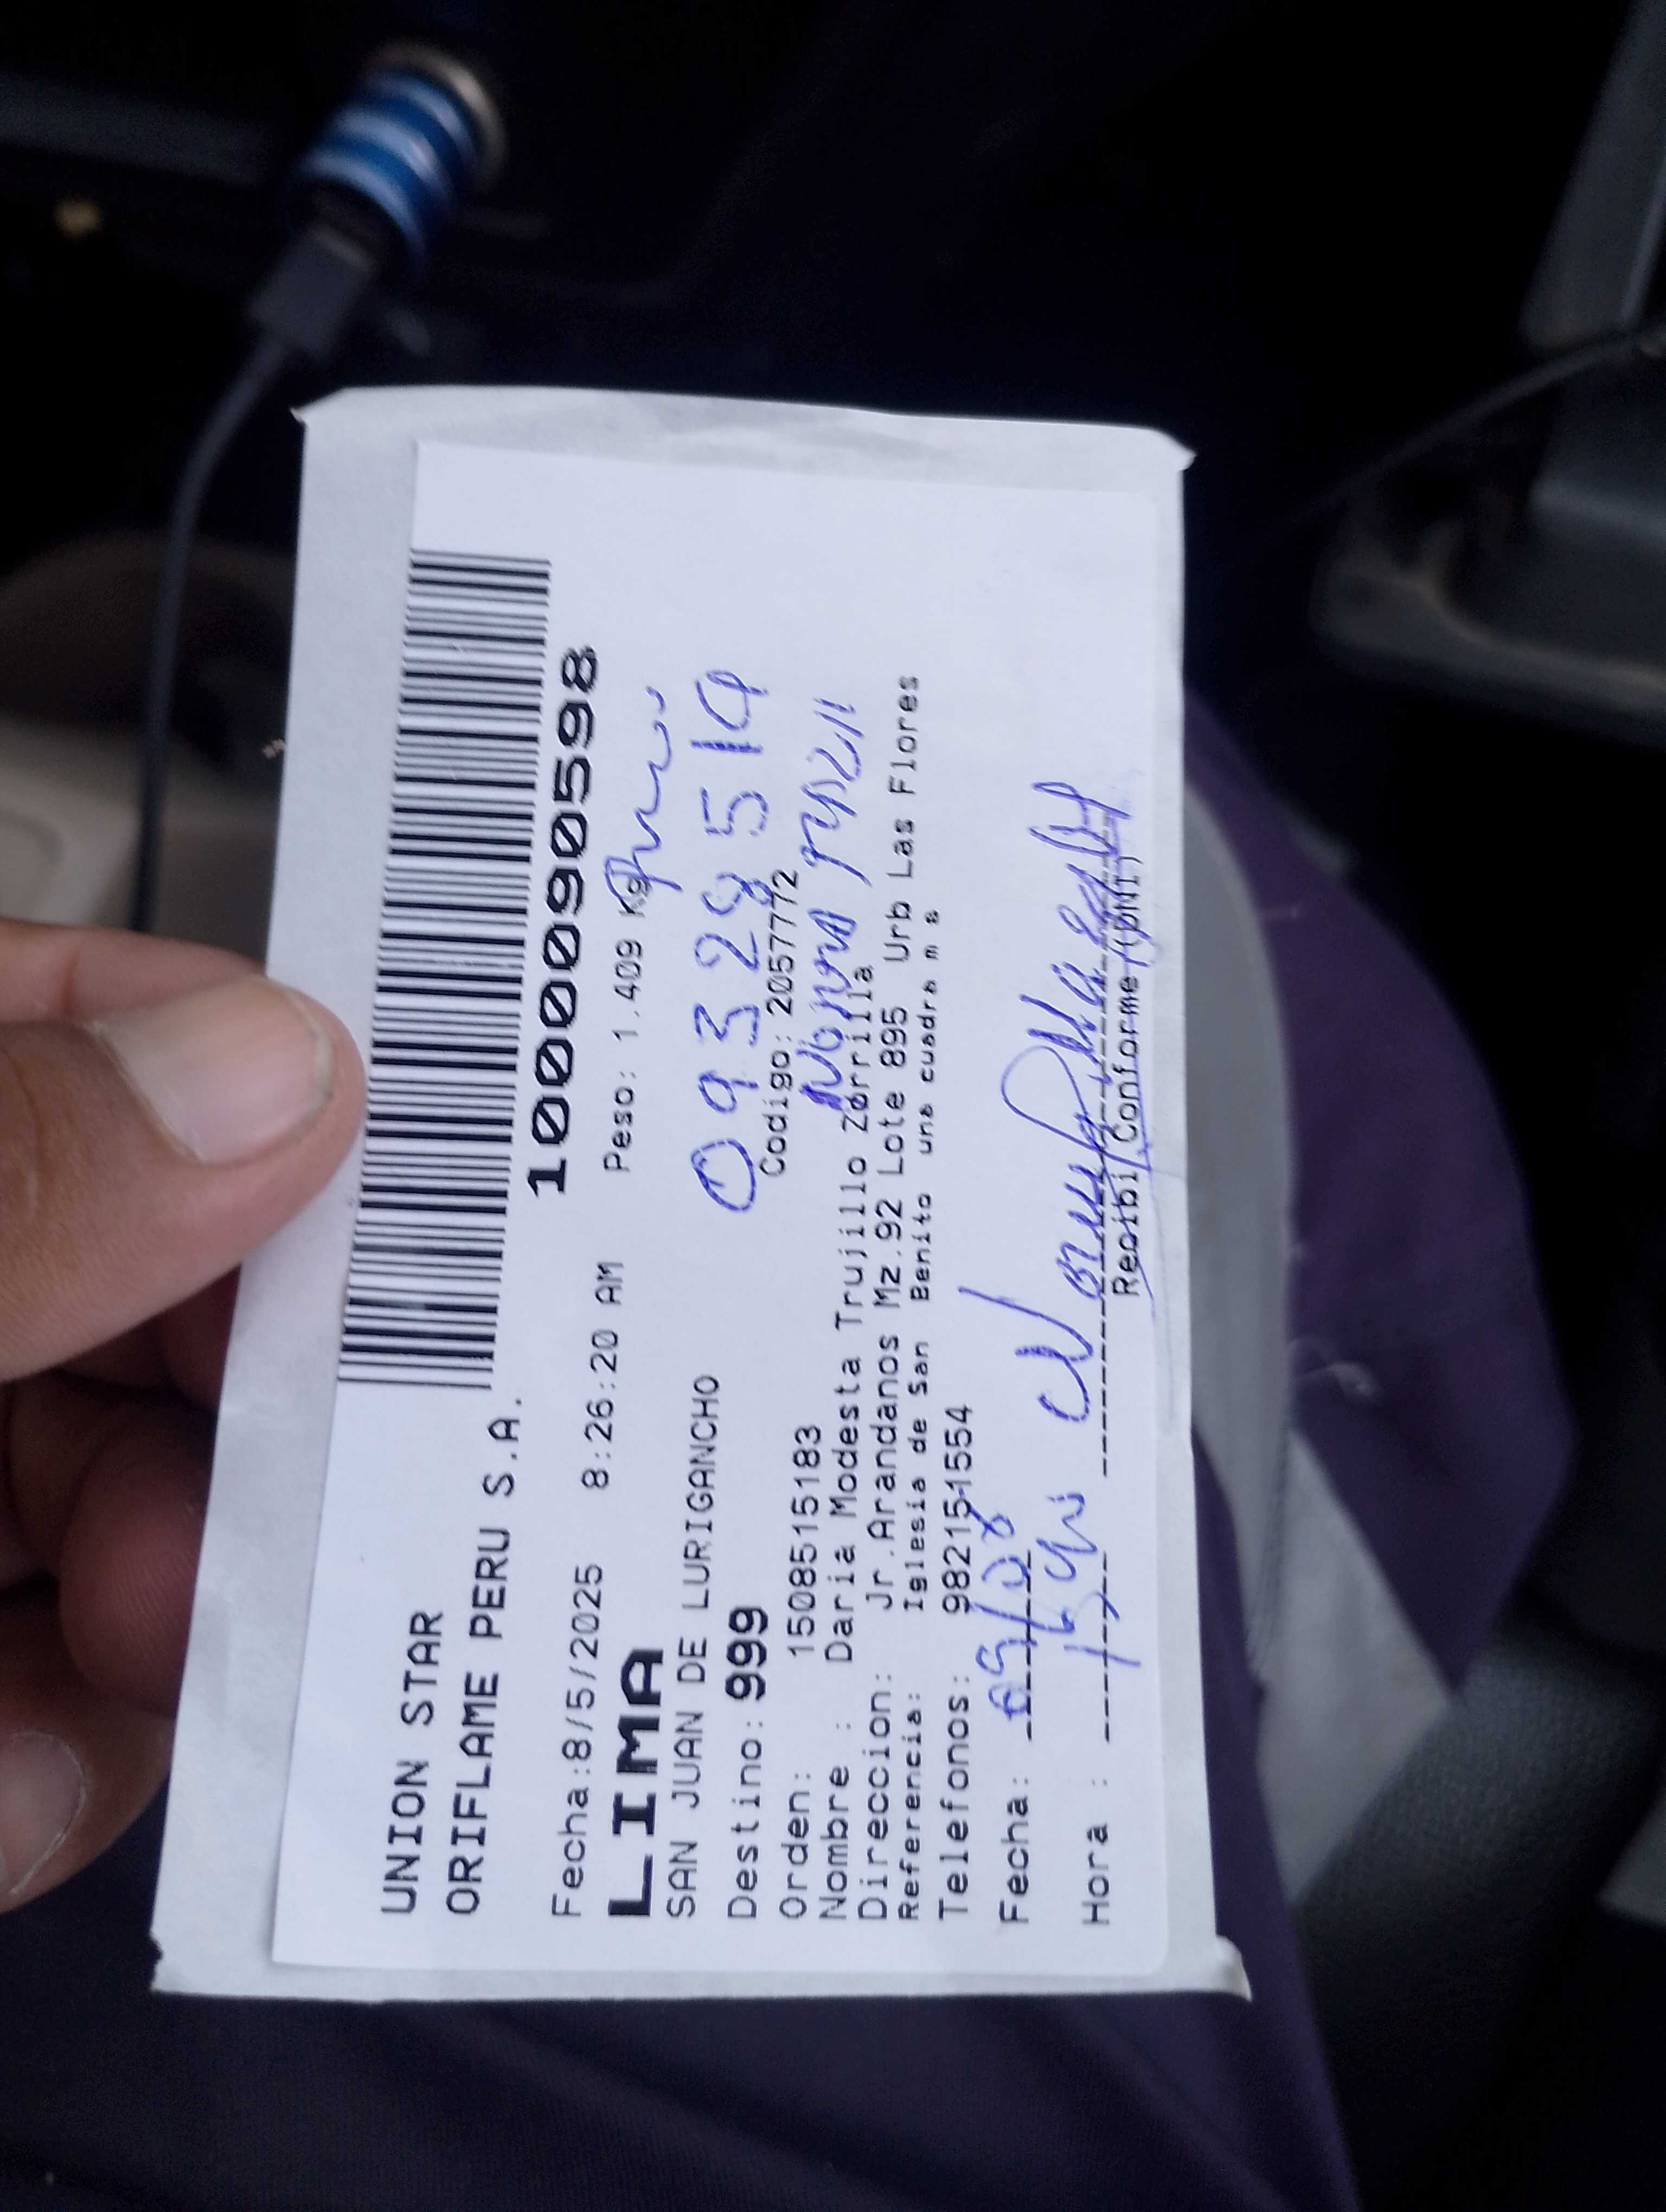 UNION STAR
ORIFLAME PERU S.A.
1000090598
Fecha:8/5/2025 8:26:20 AM
LIMA Peso: 1.409 Kg
SAN JUAN DE LURIGANCHO
09328514
Destino: 999
Codigo: 2057772
Orden: 1508515183
Nombre : Daria Modesta Trujillo Zorrilla
Direccion: Jr.Arandanos Mz.92 Lote 895 Urb Las Flores
Referencia: Iglesia de San Benito una cuadra m s
Telefonos: 982151554
Fecha: 05/08
Hora :
Recibi Conforme (DNI)